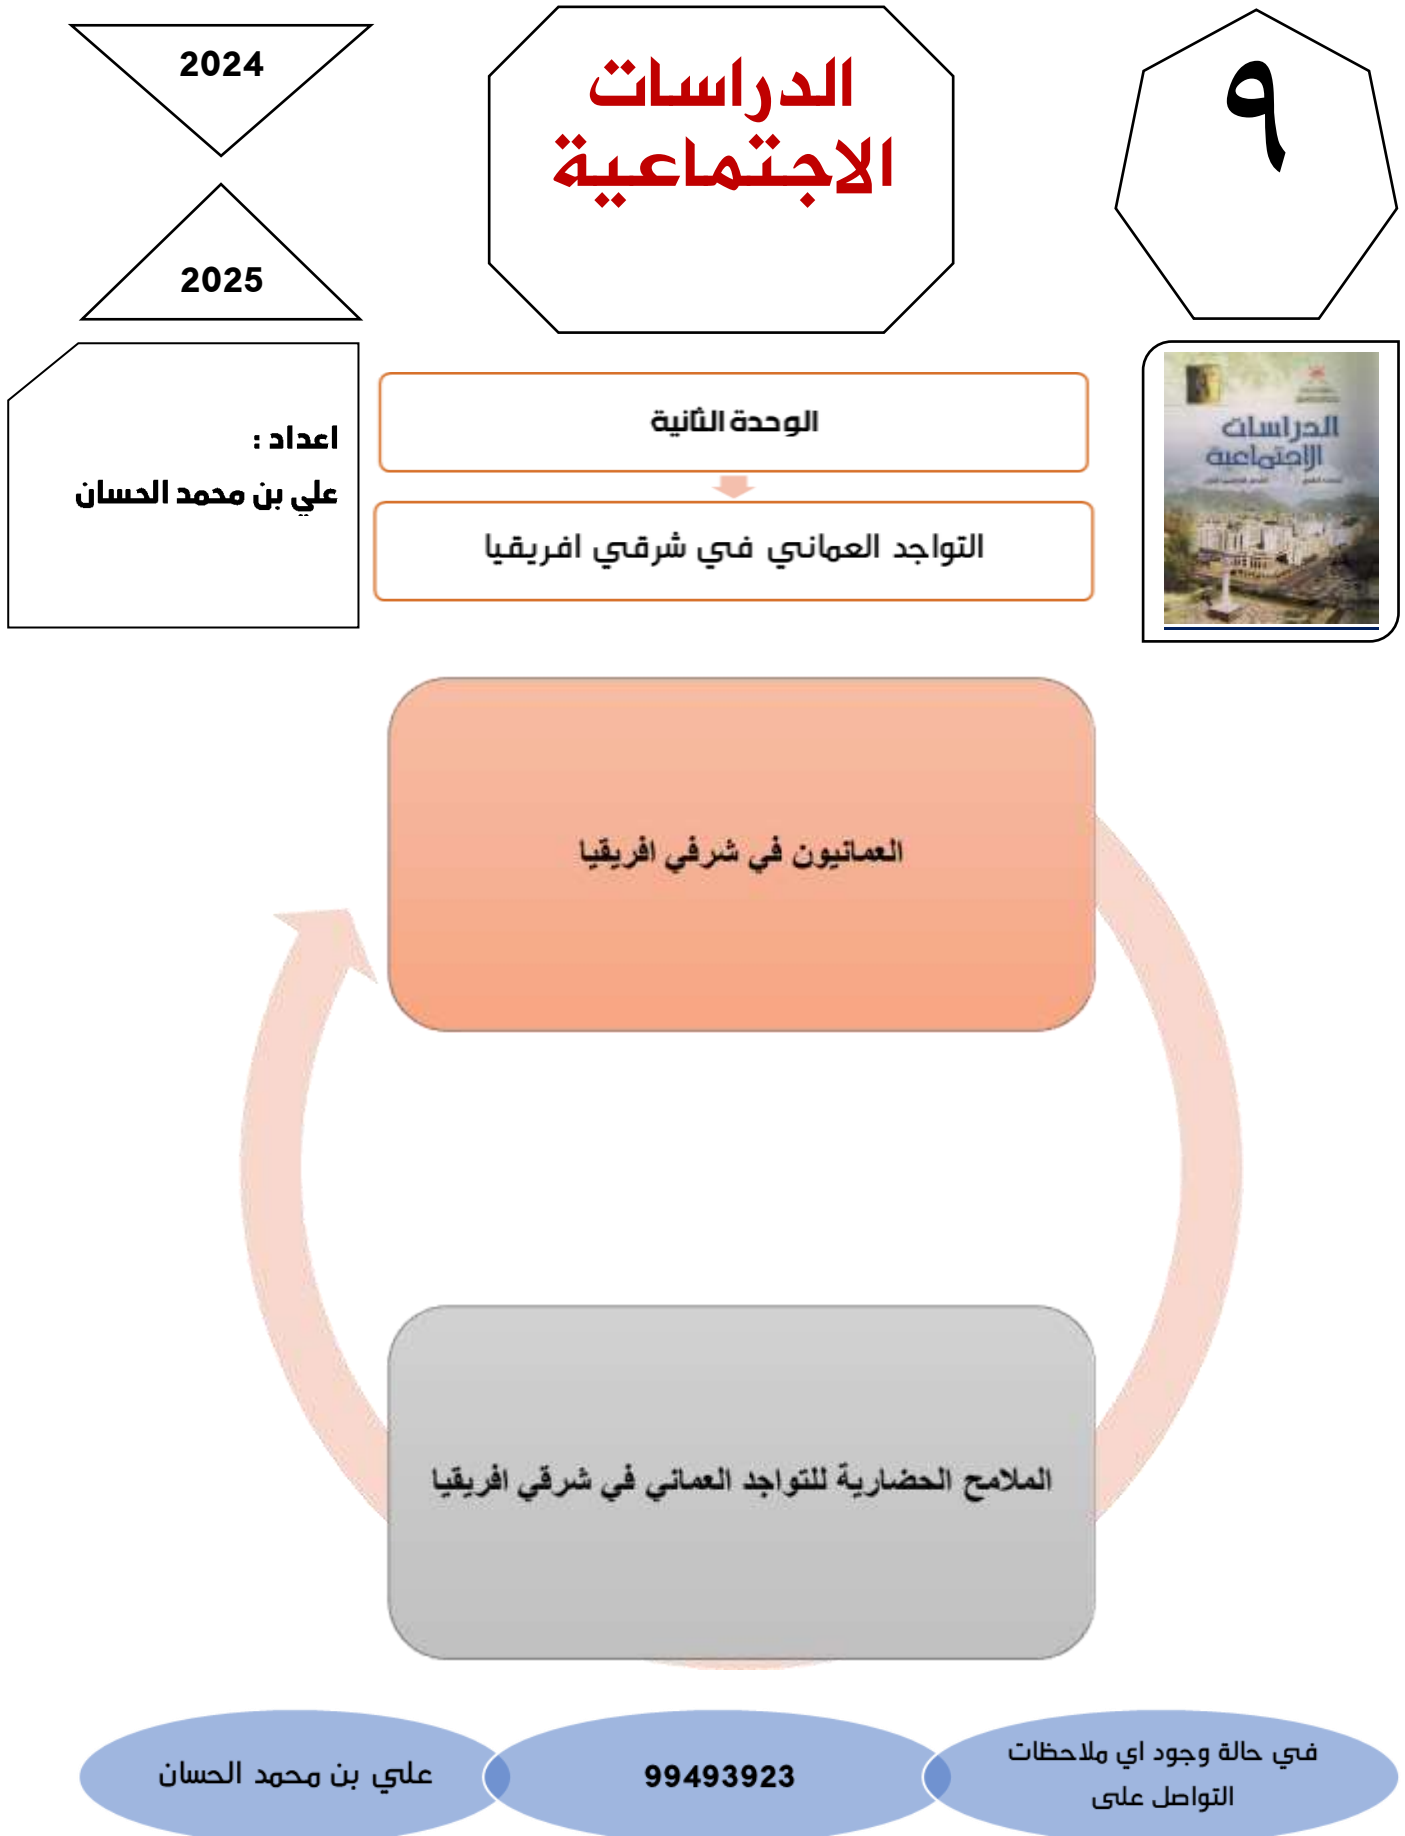 ٩
الدراسات
الاجتماعية
2024
2025
الدراسات
الاجتماعية
الوحدة الثانية
التواجد العماني في شرقي افريقيا
اعداد :
علي بن محمد الحسان
العمانيون في شرفي افريقيا
الملامح الحضارية للتواجد العماني في شرقي افريقيا
في حالة وجود اي ملاحظات
التواصل على
99493923
علي بن محمد الحسان